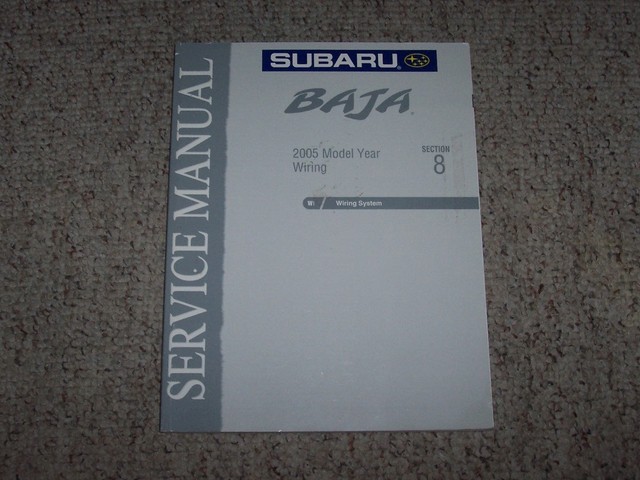 SERVICE MANUAL
SUBARU®
BAJA
2005 Model Year
Wiring
SECTION
8
WI Wiring System